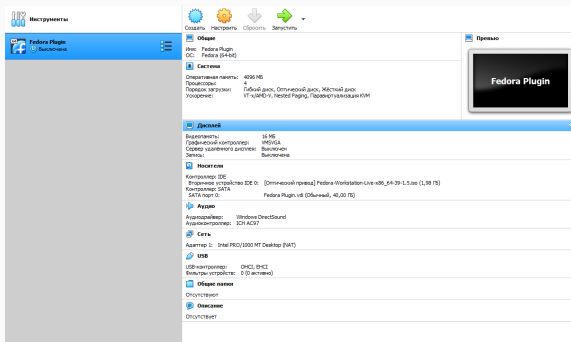 Инструменты
Создать Настроить Сбросить Запустить
Fedora Plugin
Выключена
64
Общие
Имя: Fedora Plugin
ОС: Fedora (64-bit)
Система
Оперативная память: 4096 МБ
Процессоры: 4
Порядок загрузки: Гибкий диск, Оптический диск, Жёсткий диск
Ускорение: VT-x/AMD-V, Nested Paging, Паравиртуализация KVM
Превью
Fedora Plugin
Дисплей
Видеопамять: 16 МБ
Графический контроллер: VMSVGA
Сервер удалённого дисплея: Выключен
Запись: Выключена
Носители
Контроллер: IDE
Вторичное устройство IDE 0: [Оптический привод] Fedora-Workstation-Live-x86_64-39-1.5.iso (1,98 ГБ)
Контроллер: SATA
SATA порт 0: Fedora Plugin.vdi (Обычный, 40,00 ГБ)
Аудио
Аудиодрайвер: Windows DirectSound
Аудиоконтроллер: ICH AC97
Сеть
Адаптер 1: Intel PRO/1000 MT Desktop (NAT)
USB
USB-контроллер: OHCI, EHCI
Фильтры устройств: 0 (0 активно)
Общие папки
Отсутствуют
Описание
Отсутствует